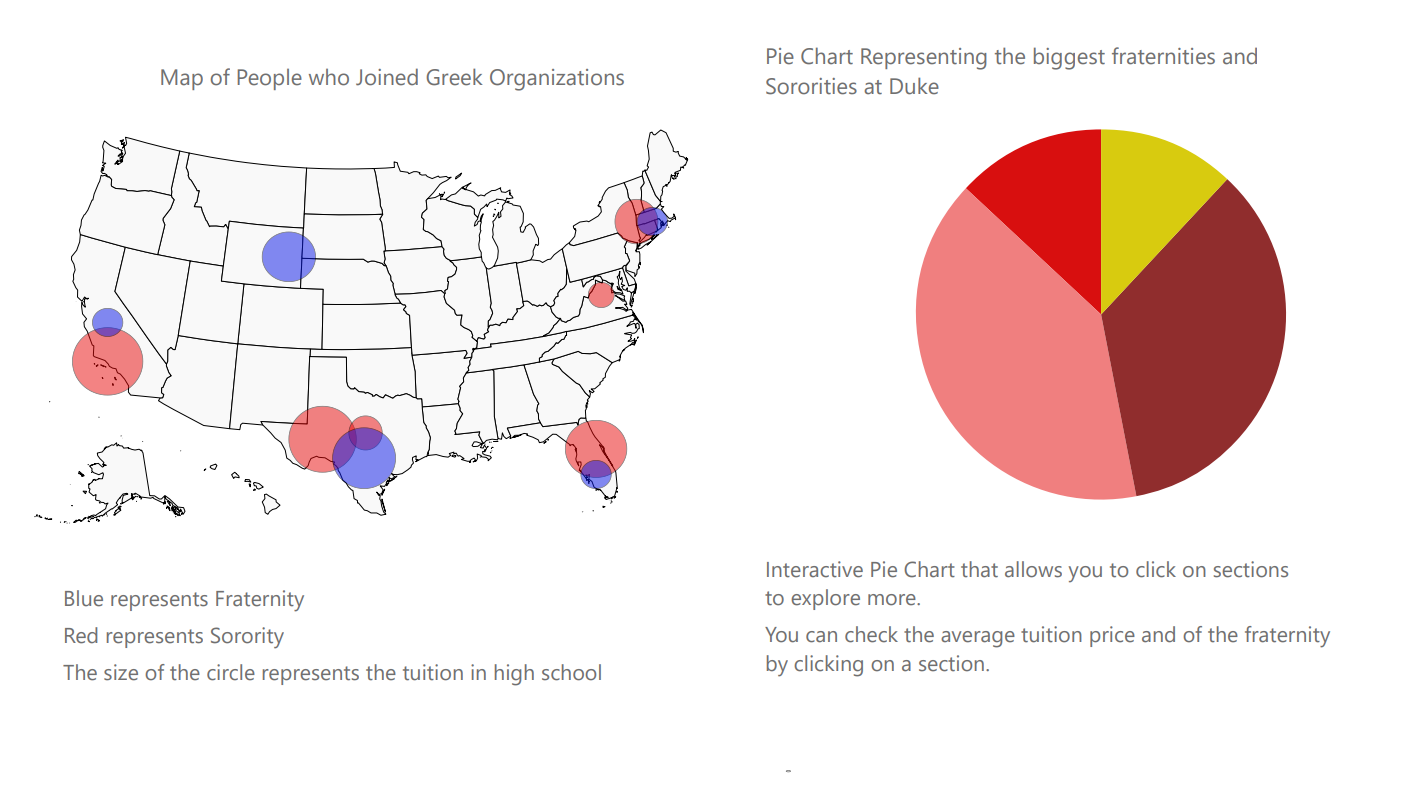 Map of People who Joined Greek Organizations
Blue represents Fraternity
Red represents Sorority
The size of the circle represents the tuition in high school
Pie Chart Representing the biggest fraternities and
Sororities at Duke
Interactive Pie Chart that allows you to click on sections
to explore more.
You can check the average tuition price and of the fraternity
by clicking on a section.